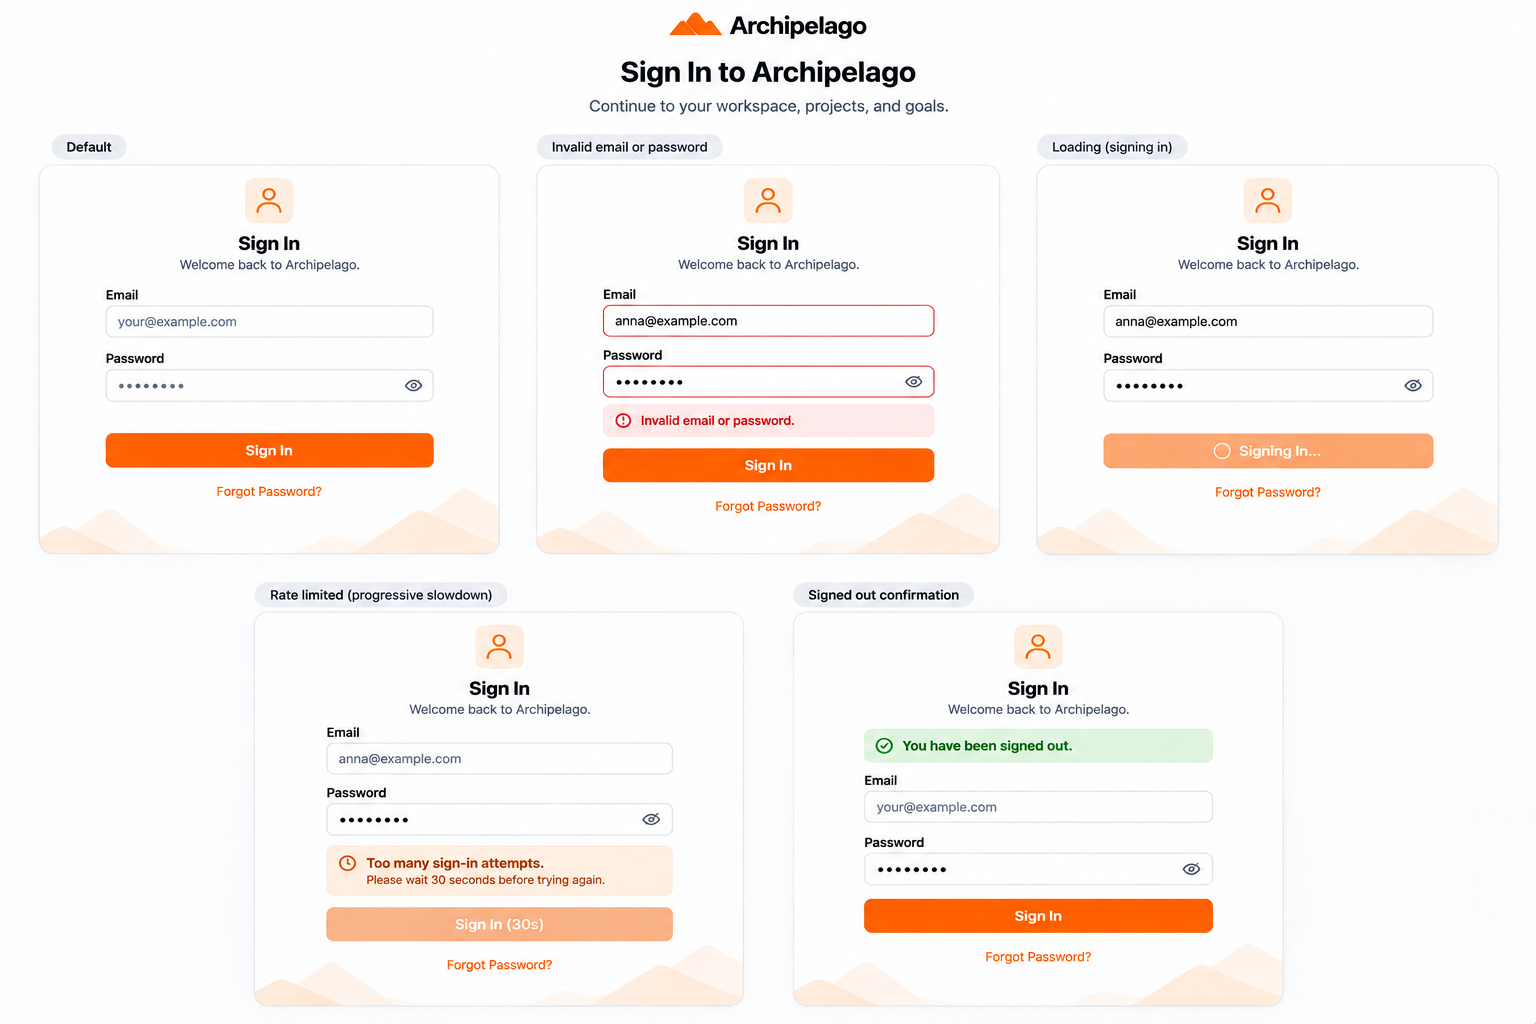 Archipelago
Sign In to Archipelago
Continue to your workspace, projects, and goals.
Default
Sign In
Welcome back to Archipelago.
Email
your@example.com
Password
••••••••
Sign In
Forgot Password?
Invalid email or password
Sign In
Welcome back to Archipelago.
Email
anna@example.com
Password
••••••••
Invalid email or password.
Sign In
Forgot Password?
Loading (signing in)
Sign In
Welcome back to Archipelago.
Email
anna@example.com
Password
••••••••
Signing In...
Forgot Password?
Rate limited (progressive slowdown)
Sign In
Welcome back to Archipelago.
Email
anna@example.com
Password
••••••••
Too many sign-in attempts.
Please wait 30 seconds before trying again.
Sign In (30s)
Forgot Password?
Signed out confirmation
Sign In
Welcome back to Archipelago.
You have been signed out.
Email
your@example.com
Password
••••••••
Sign In
Forgot Password?